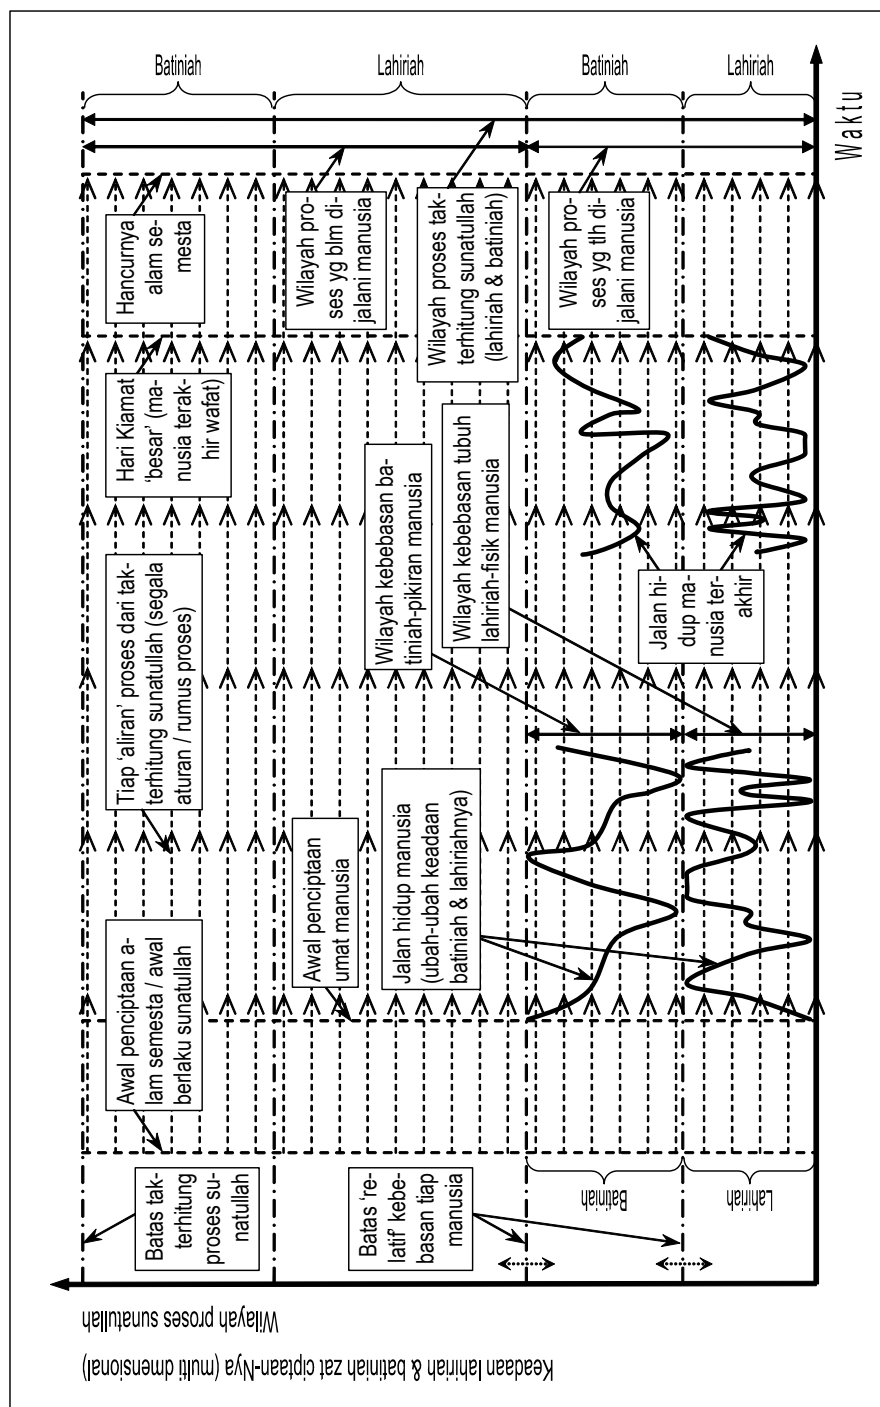 Keadaan lahiriah & batiniah zat ciptaan-Nya (multi dmensional)
Wilayah proses sunatullah
Batas tak-
terhitung
proses su-
natullah
Awal penciptaan a-
lam semesta / awal
berlaku sunatullah
Tiap ‘aliran’ proses dari tak-
terhitung sunatullah (segala
aturan / rumus proses)
Hari Kiamat
‘besar’ (ma-
nusia terak-
hir wafat)
Hancurnya
alam se-
mesta
Batiniah
Awal penciptaan
umat manusia
Wilayah pro-
ses yg blm di-
jalani manusia
Lahiriah
Batas ‘re-
latif’ kebe-
basan tiap
manusia
Jalan hidup manusia
(ubah-ubah keadaan
batiniah & lahiriahnya)
Wilayah kebebasan ba-
tiniah-pikiran manusia
Wilayah kebebasan tubuh
lahiriah-fisik manusia
Wilayah proses tak-
terhitung sunatullah
(lahiriah & batiniah)
Batiniah
Batiniah
Wilayah pro-
ses yg tlh di-
jalani manusia
Jalan hi-
dup ma-
nusia ter-
akhir
Lahiriah
Lahiriah
Waktu